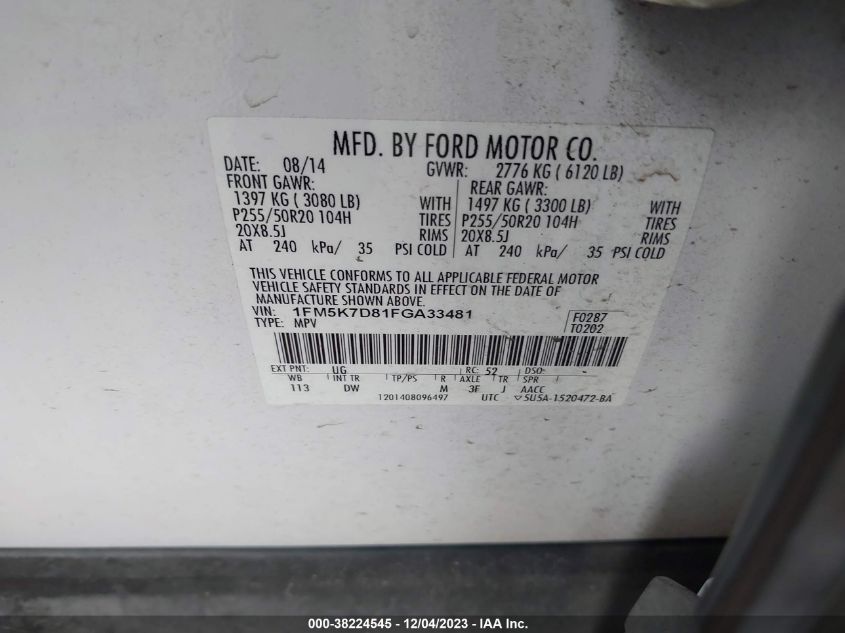 MFD. BY FORD MOTOR CO.
DATE: 08/14 GVWR: 2776 KG ( 6120 LB)
FRONT GAWR: REAR GAWR:
1397 KG ( 3080 LB) WITH 1497 KG ( 3300 LB) WITH
P255/50R20 104H TIRES P255/50R20 104H TIRES
20X8.5J RIMS 20X8.5J RIMS
AT 240 kPa/ 35 PSI COLD AT 240 kPa/ 35 PSI COLD
THIS VEHICLE CONFORMS TO ALL APPLICABLE FEDERAL MOTOR
VEHICLE SAFETY STANDARDS IN EFFECT ON THE DATE OF
MANUFACTURE SHOWN ABOVE.
VIN: 1FM5K7D81FGA33481 F0287
TYPE: MPV T0202
EXT PNT: UG RC: 52 DSO:
WB INT TR TP/PS R AXLE TR SPR
113 DW M 3F J AACC
1201408096497 UTC ▽5U5A-1520472-BA
000-38224545 - 12/04/2023 - IAA Inc.